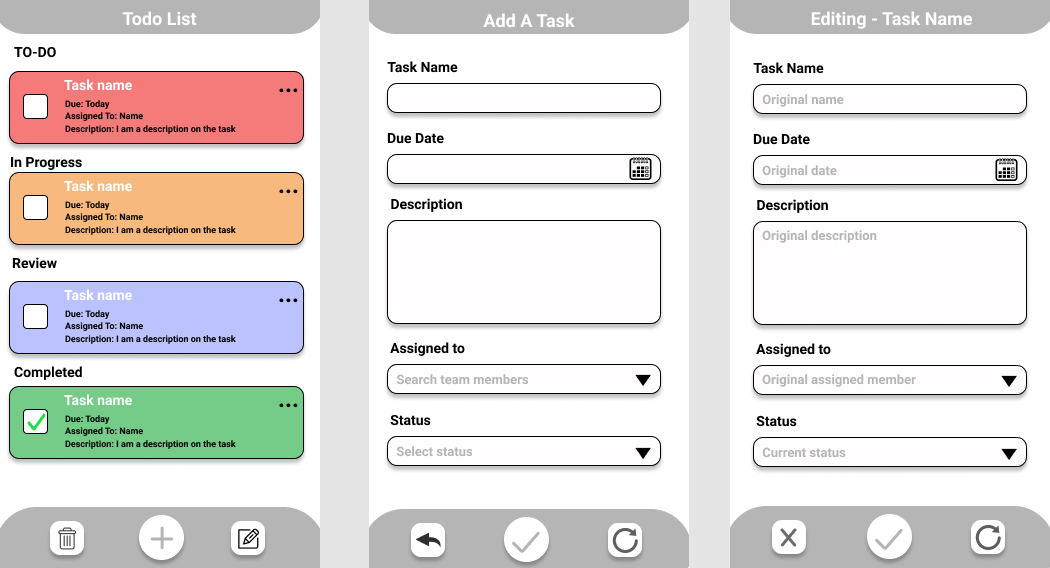 Todo List
TO-DO
Task name
Due: Today
Assigned To: Name
Description: I am a description on the task
In Progress
Task name
Due: Today
Assigned To: Name
Description: I am a description on the task
Review
Task name
Due: Today
Assigned To: Name
Description: I am a description on the task
Completed
Task name
Due: Today
Assigned To: Name
Description: I am a description on the task
Add A Task
Task Name
Due Date
Description
Assigned to
Search team members
Status
Select status
Editing - Task Name
Task Name
Original name
Due Date
Original date
Description
Original description
Assigned to
Original assigned member
Status
Current status